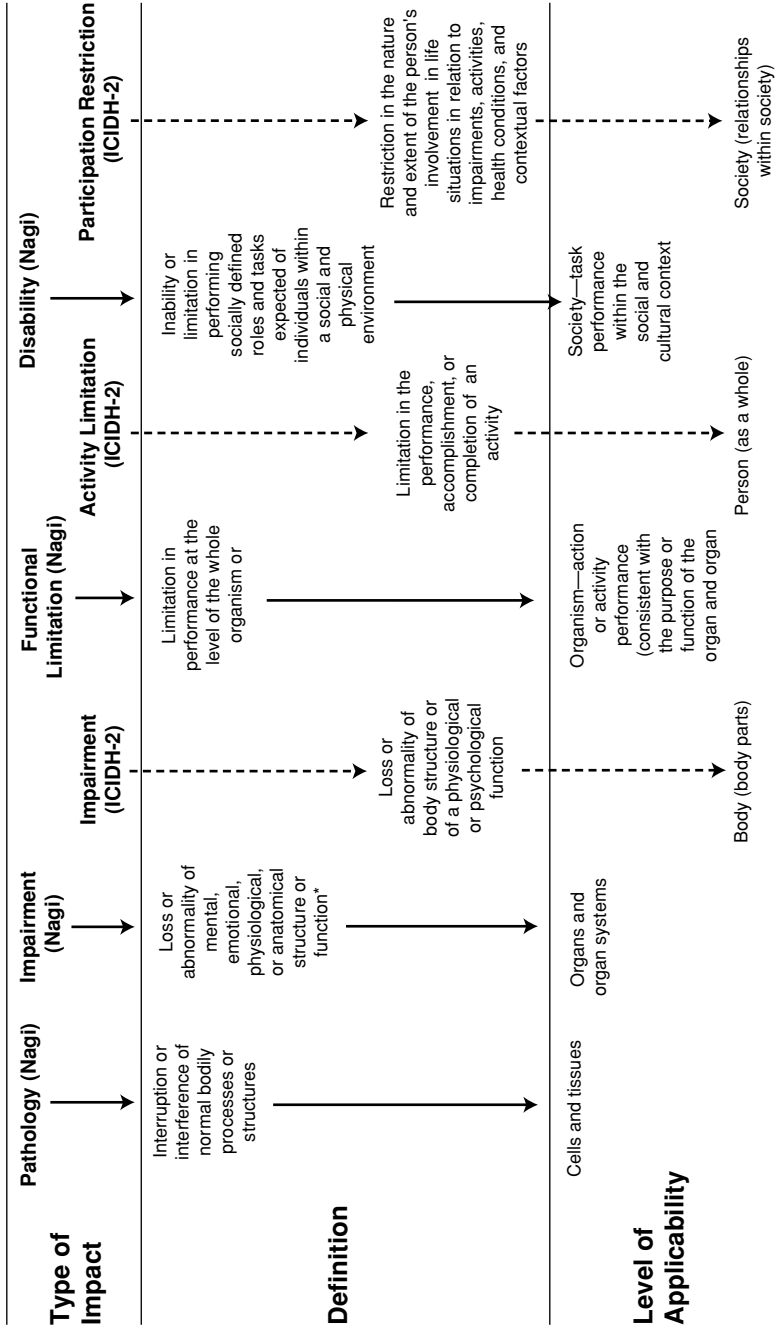 Type of
Impact
Pathology (Nagi)
Impairment
(Nagi)
Impairment
(ICIDH-2)
Functional
Limitation (Nagi)
Activity Limitation
(ICIDH-2)
Disability (Nagi)
Participation Restriction
(ICIDH-2)
Definition
Interruption or
interference of
normal bodily
processes or
structures
Loss or
abnormality of
mental,
emotional,
physiological,
or anatomical
structure or
function*
Loss or
abnormality of
body structure or
of a physiological
or psychological
function
Limitation in
performance at the
level of the whole
organism or
Limitation in the
performance,
accomplishment, or
completion of an
activity
Inability or
limitation in
performing
socially defined
roles and tasks
expected of
individuals within
a social and
physical
environment
Restriction in the nature
and extent of the person's
involvement in life
situations in relation to
impairments, activities,
health conditions, and
contextual factors
Level of
Applicability
Cells and tissues
Organs and
organ systems
Body (body parts)
Organism—action
or activity
performance
(consistent with
the purpose or
function of the
organ and organ
Person (as a whole)
Society—task
performance
within the
social and
cultural context
Society (relationships
within society)